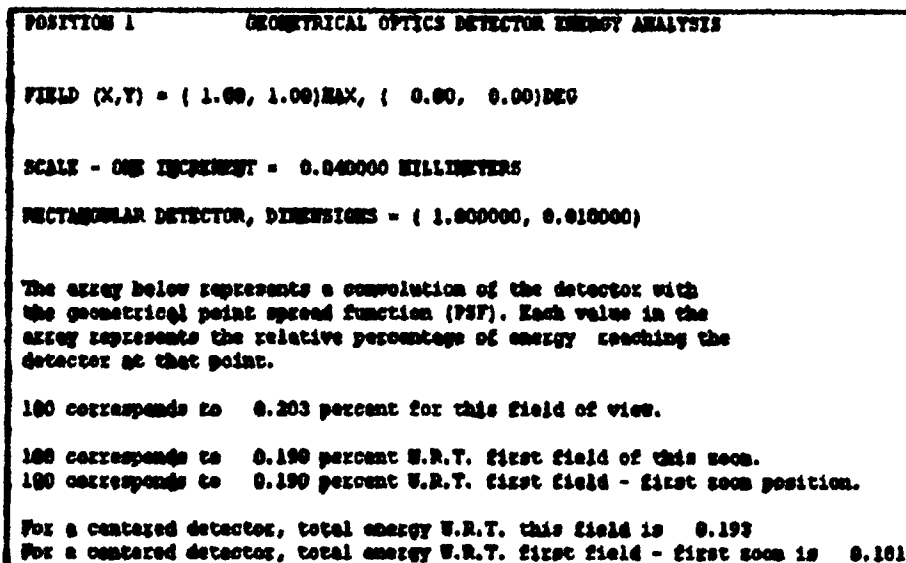 POSITION 1 GEOMETRICAL OPTICS DETECTOR ENERGY ANALYSIS
FIELD (X,Y) = ( 1.00, 1.00)MAX, ( 0.00, 0.00)DEG
SCALE - ONE INCREMENT = 0.040000 MILLIMETERS
RECTANGULAR DETECTOR, DIMENSIONS = ( 1.000000, 0.010000)
The array below represents a convolution of the detector with
the geometrical point spread function (PSF). Each value in the
array represents the relative percentage of energy reaching the
detector at that point.
100 corresponds to 0.203 percent for this field of view.
100 corresponds to 0.190 percent W.R.T. first field of this zoom.
100 corresponds to 0.190 percent W.R.T. first field - first zoom position.
For a centered detector, total energy W.R.T. this field is 0.193
For a centered detector, total energy W.R.T. first field - first zoom is 0.181